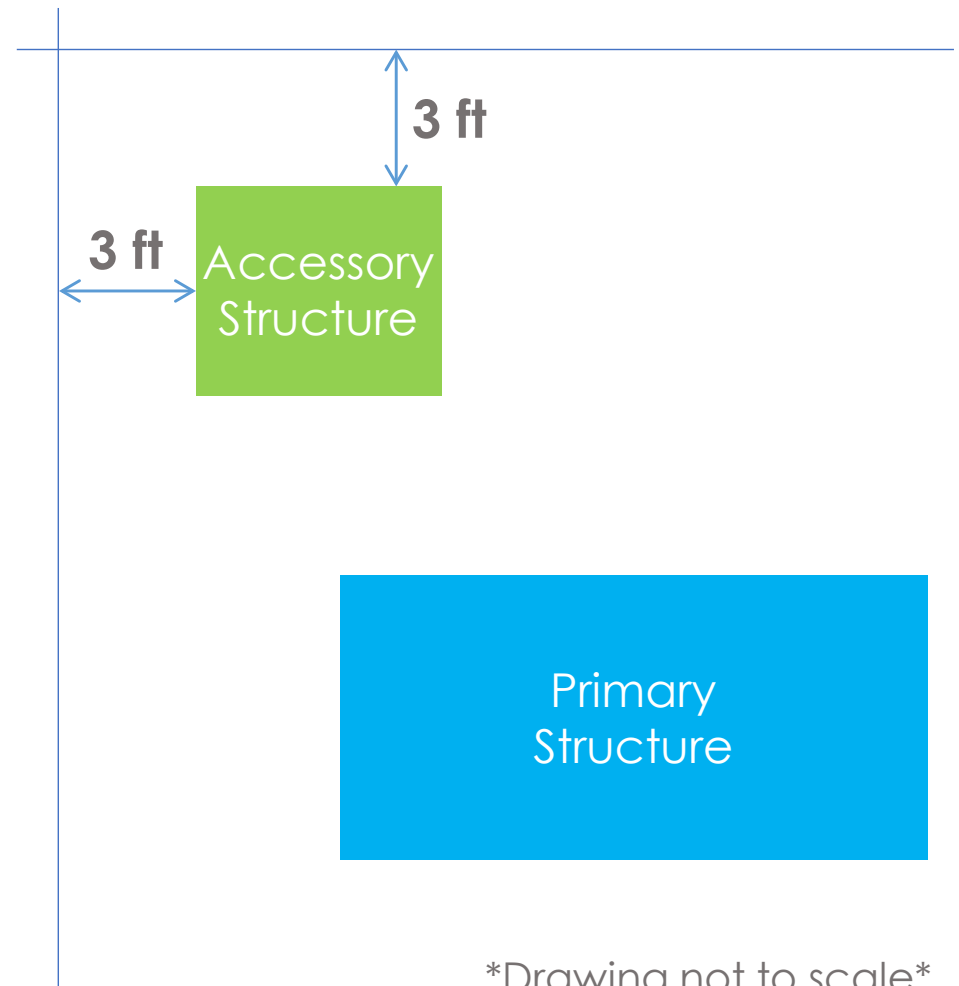 3 ft
3 ft
Accessory
Structure
Primary
Structure
*Drawing not to scale*